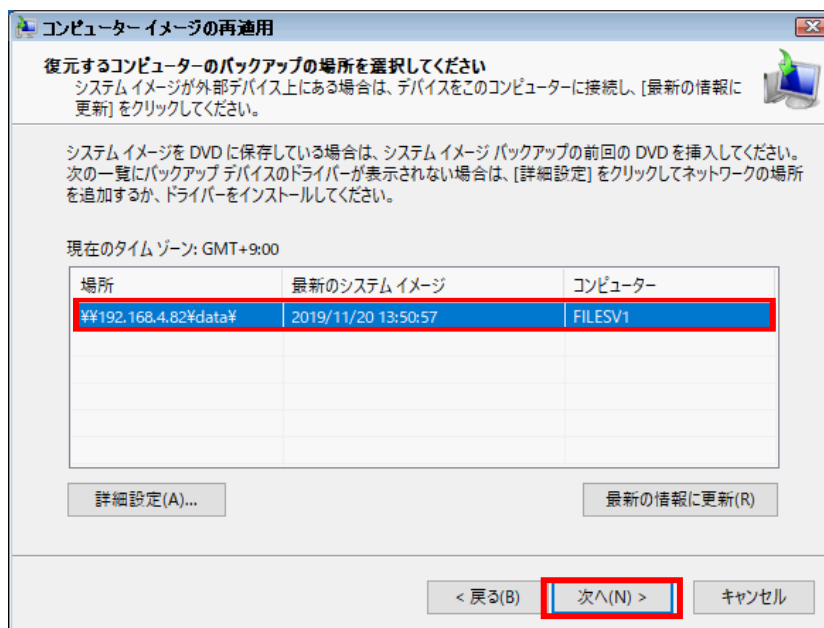 コンピューター イメージの再適用
復元するコンピューターのバックアップの場所を選択してください
システム イメージが外部デバイス上にある場合は、デバイスをこのコンピューターに接続し、[最新の情報に
更新] をクリックしてください。
システム イメージを DVD に保存している場合は、システム イメージ バックアップの前回の DVD を挿入してください。
次の一覧にバックアップ デバイスのドライバーが表示されない場合は、[詳細設定] をクリックしてネットワークの場所
を追加するか、ドライバーをインストールしてください。
現在のタイム ゾーン: GMT+9:00
場所 最新のシステム イメージ コンピューター
¥¥192.168.4.82¥data¥ 2019/11/20 13:50:57 FILESV1
詳細設定(A)... 最新の情報に更新(R)
< 戻る(B) 次へ(N) > キャンセル